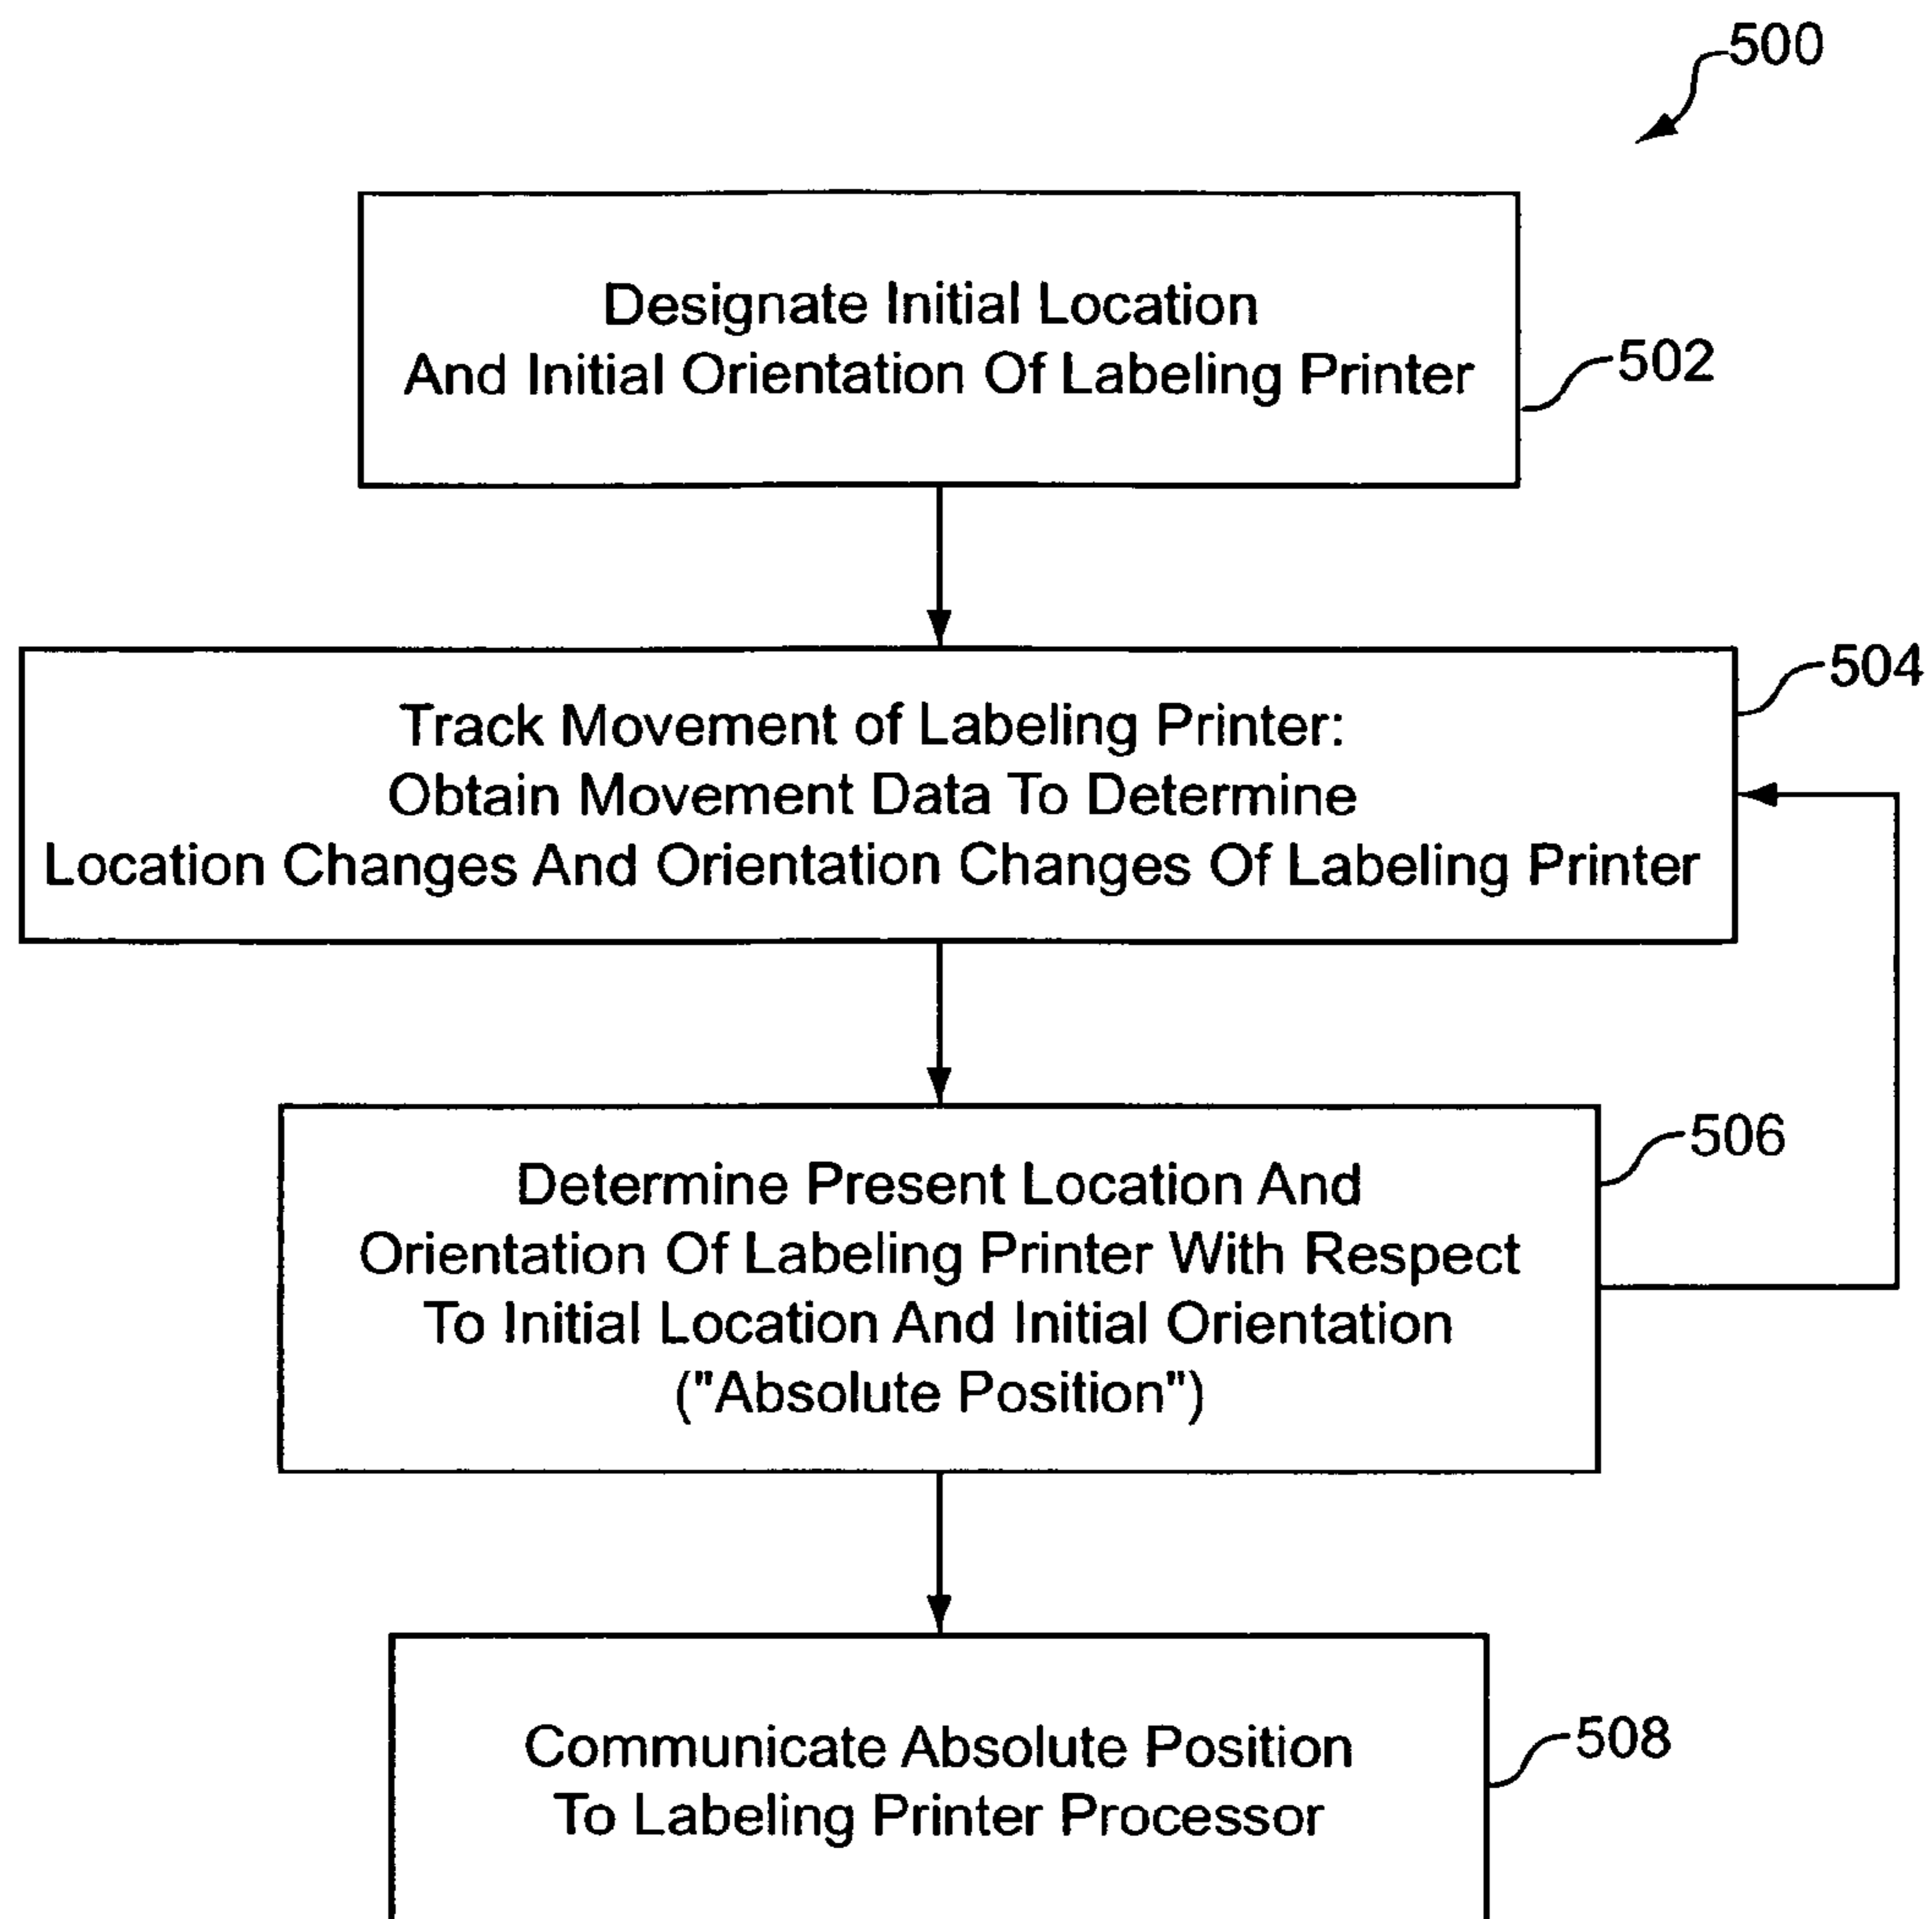 500
Designate Initial Location
And Initial Orientation Of Labeling Printer
502
504
Track Movement of Labeling Printer:
Obtain Movement Data To Determine
Location Changes And Orientation Changes Of Labeling Printer
506
Determine Present Location And
Orientation Of Labeling Printer With Respect
To Initial Location And Initial Orientation
("Absolute Position")
Communicate Absolute Position
To Labeling Printer Processor
508